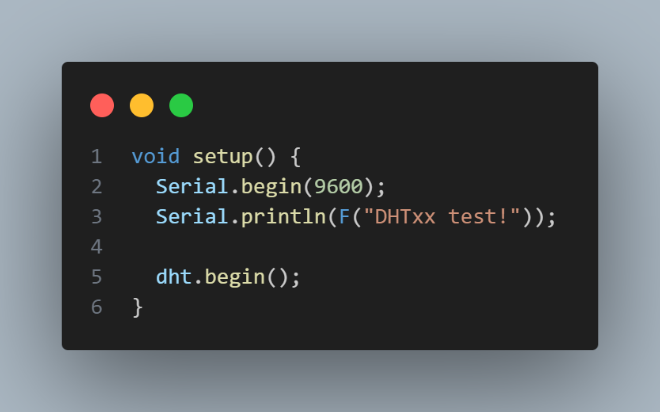 1 void setup() {
2   Serial.begin(9600);
3   Serial.println(F("DHTxx test!"));
4
5   dht.begin();
6 }